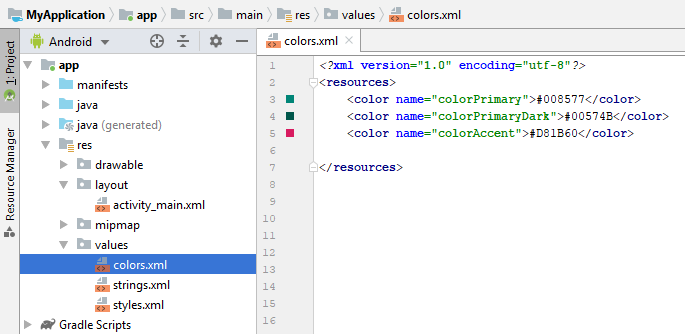 MyApplication app src main res values colors.xml
1: Project
Resource Manager
Android
app
manifests
java
java (generated)
res
drawable
layout
activity_main.xml
mipmap
values
colors.xml
strings.xml
styles.xml
Gradle Scripts
colors.xml
1 <?xml version="1.0" encoding="utf-8"?>
2 <resources>
3 <color name="colorPrimary">#008577</color>
4 <color name="colorPrimaryDark">#00574B</color>
5 <color name="colorAccent">#D81B60</color>
6
7 </resources>
8
9
10
11
12
13
14
15
16